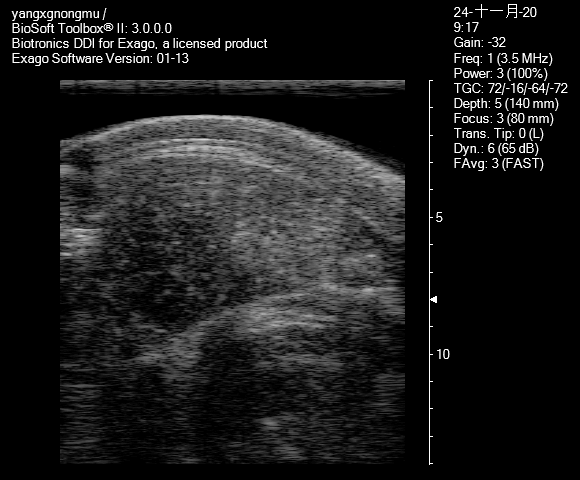 yangxgnongmu /
BioSoft Toolbox® II: 3.0.0.0
Biotronics DDI for Exago, a licensed product
Exago Software Version: 01-13
24-十一月-20
9:17
Gain: -32
Freq: 1 (3.5 MHz)
Power: 3 (100%)
TGC: 72/-16/-64/-72
Depth: 5 (140 mm)
Focus: 3 (80 mm)
Trans. Tip: 0 (L)
Dyn.: 6 (65 dB)
FAvg: 3 (FAST)
5
10